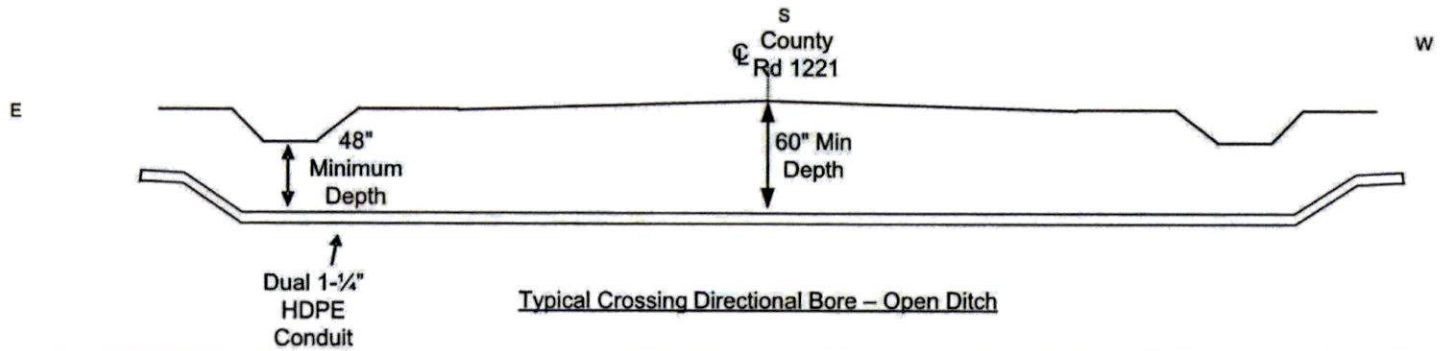 S
℄ County
Rd 1221
W
E
48"
Minimum
Depth
60" Min
Depth
Dual 1-¼"
HDPE
Conduit
Typical Crossing Directional Bore – Open Ditch